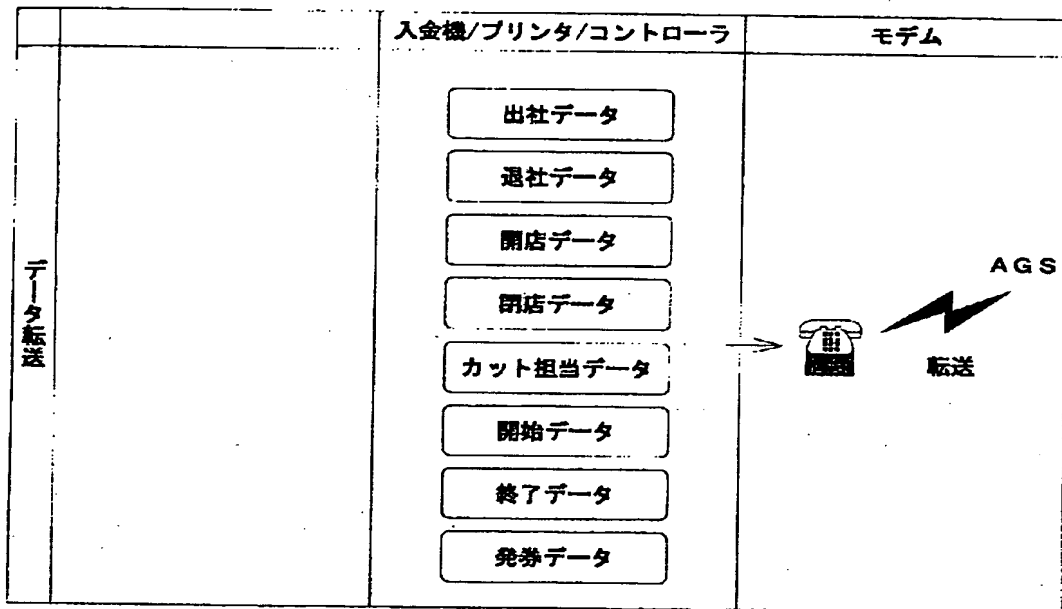 入金機/プリンタ/コントローラ
モデム
データ転送
出社データ
退社データ
開店データ
閉店データ
カット担当データ
開始データ
終了データ
発券データ
AGS
転送